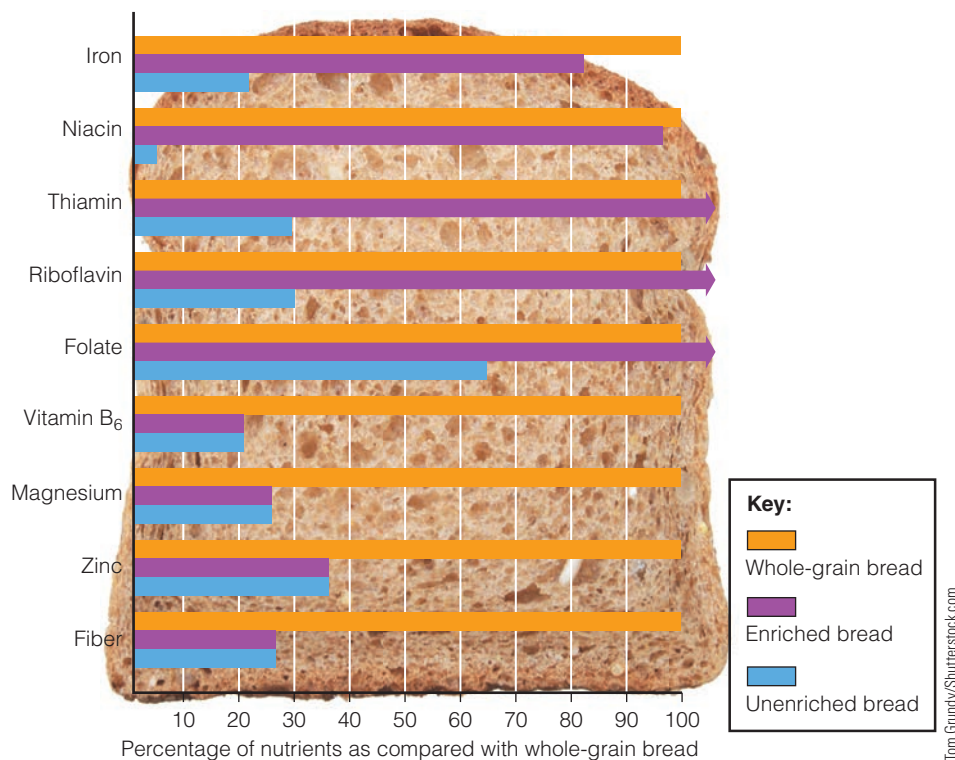 Iron
Niacin
Thiamin
Riboflavin
Folate
Vitamin B₆
Magnesium
Zinc
Fiber
10 20 30 40 50 60 70 80 90 100
Percentage of nutrients as compared with whole-grain bread
Key:
Whole-grain bread
Enriched bread
Unenriched bread
Tom Grundy/Shutterstock.com